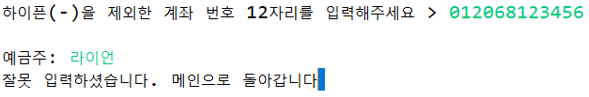 하이픈(-)을 제외한 계좌 번호 12자리를 입력해주세요 > 012068123456
예금주: 라이언
잘못 입력하셨습니다. 메인으로 돌아갑니다